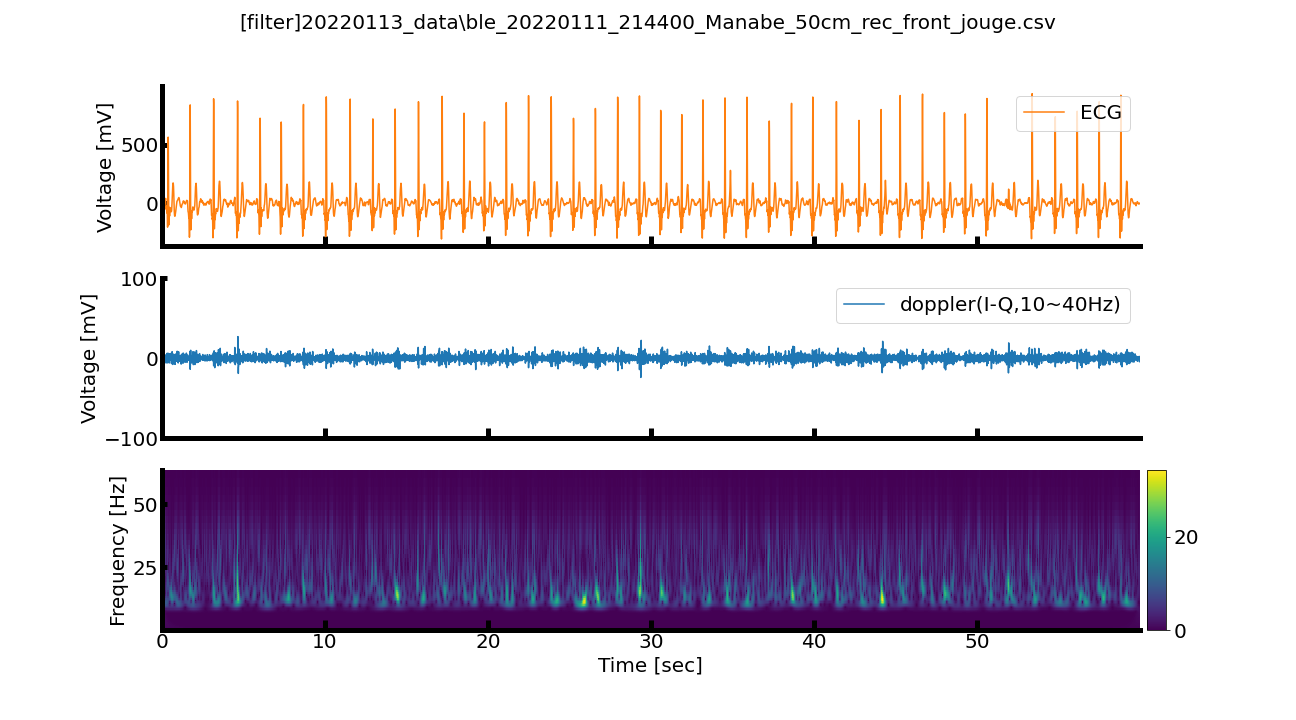 [filter]20220113_data\ble_20220111_214400_Manabe_50cm_rec_front_jouge.csv
Voltage [mV]
500
0
ECG
Voltage [mV]
100
0
−100
doppler(I-Q,10~40Hz)
Frequency [Hz]
50
25
20
0
0 10 20 30 40 50
Time [sec]